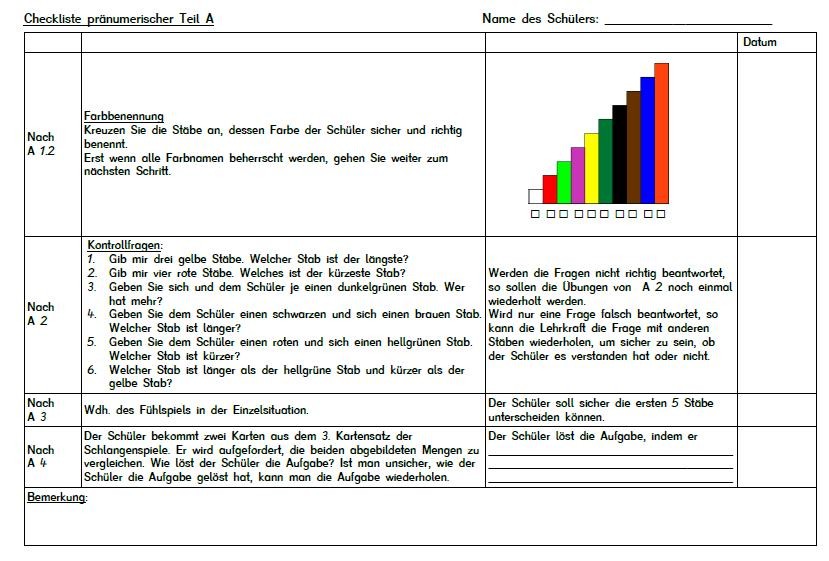 Checkliste pränumerischer Teil A
Name des Schülers: ____________________________
Datum
Nach
A 1.2
Farbbenennung
Kreuzen Sie die Stäbe an, dessen Farbe der Schüler sicher und richtig
benennt.
Erst wenn alle Farbnamen beherrscht werden, gehen Sie weiter zum
nächsten Schritt.
Nach
A 2
Kontrollfragen:
1. Gib mir drei gelbe Stäbe. Welcher Stab ist der längste?
2. Gib mir vier rote Stäbe. Welches ist der kürzeste Stab?
3. Geben Sie sich und dem Schüler je einen dunkelgrünen Stab. Wer
hat mehr?
4. Geben Sie dem Schüler einen schwarzen und sich einen brauen Stab.
Welcher Stab ist länger?
5. Geben Sie dem Schüler einen roten und sich einen hellgrünen Stab.
Welcher Stab ist kürzer?
6. Welcher Stab ist länger als der hellgrüne Stab und kürzer als der
gelbe Stab?
Werden die Fragen nicht richtig beantwortet,
so sollen die Übungen von A 2 noch einmal
wiederholt werden.
Wird nur eine Frage falsch beantwortet, so
kann die Lehrkraft die Frage mit anderen
Stäben wiederholen, um sicher zu sein, ob
der Schüler es verstanden hat oder nicht.
Nach
A 3
Wdh. des Fühlspiels in der Einzelsituation.
Der Schüler soll sicher die ersten 5 Stäbe
unterscheiden können.
Nach
A 4
Der Schüler bekommt zwei Karten aus dem 3. Kartensatz der
Schlangenspiele. Er wird aufgefordert, die beiden abgebildeten Mengen zu
vergleichen. Wie löst der Schüler die Aufgabe? Ist man unsicher, wie der
Schüler die Aufgabe gelöst hat, kann man die Aufgabe wiederholen.
Der Schüler löst die Aufgabe, indem er
Bemerkung: